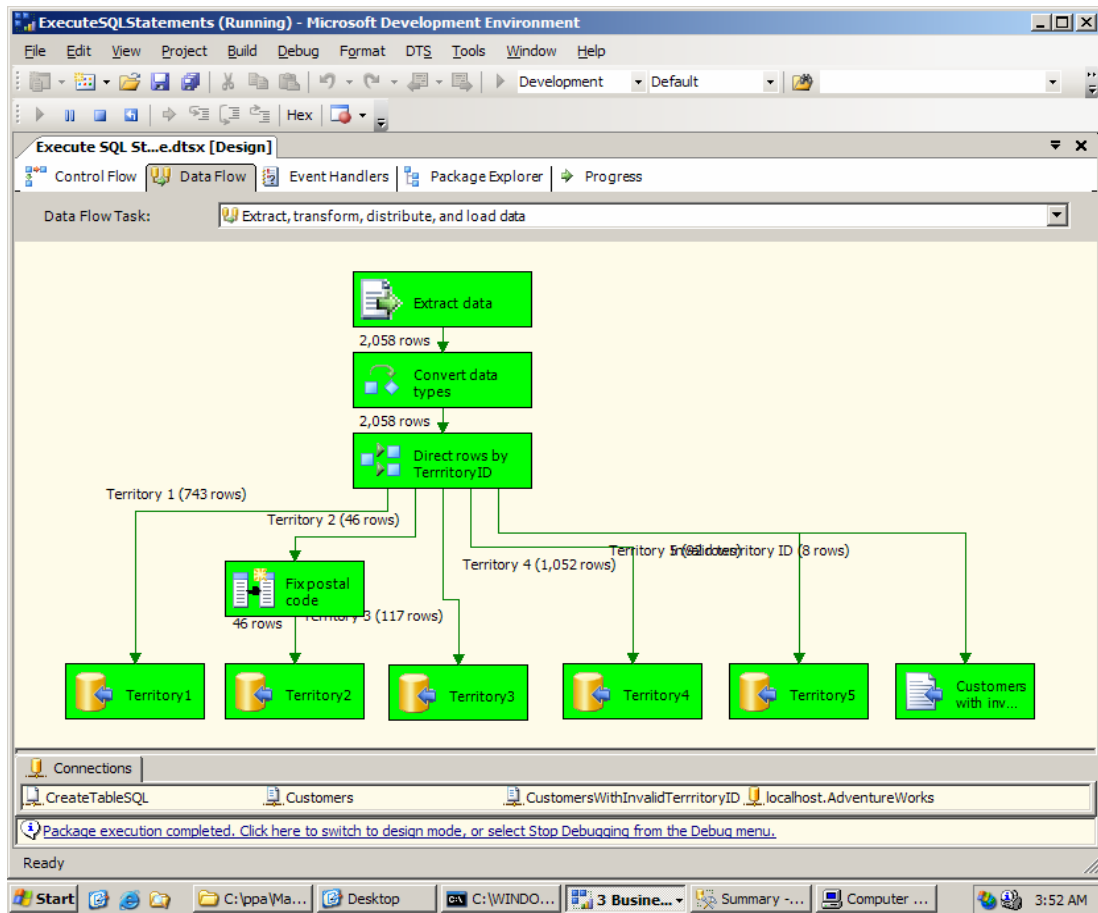 ExecuteSQLStatements (Running) - Microsoft Development Environment
File Edit View Project Build Debug Format DTS Tools Window Help
Development Default
Hex
Execute SQL St...e.dtsx [Design]
Control Flow Data Flow Event Handlers Package Explorer Progress
Data Flow Task: Extract, transform, distribute, and load data
Extract data
2,058 rows
Convert data
types
2,058 rows
Direct rows by
TerrritoryID
Territory 1 (743 rows)
Territory 2 (46 rows)
Territory 4 (1,052 rows)
territory ID (8 rows)
Fix postal
code
46 rows
3 (117 rows)
Territory1 Territory2 Territory3 Territory4 Territory5 Customers
with inv...
Connections
CreateTableSQL Customers CustomersWithInvalidTerrritoryID localhost.AdventureWorks
Package execution completed. Click here to switch to design mode, or select Stop Debugging from the Debug menu.
Ready
Start C:\ppa\Ma... Desktop C:\WINDO... 3 Busine... Summary -... Computer ... 3:52 AM